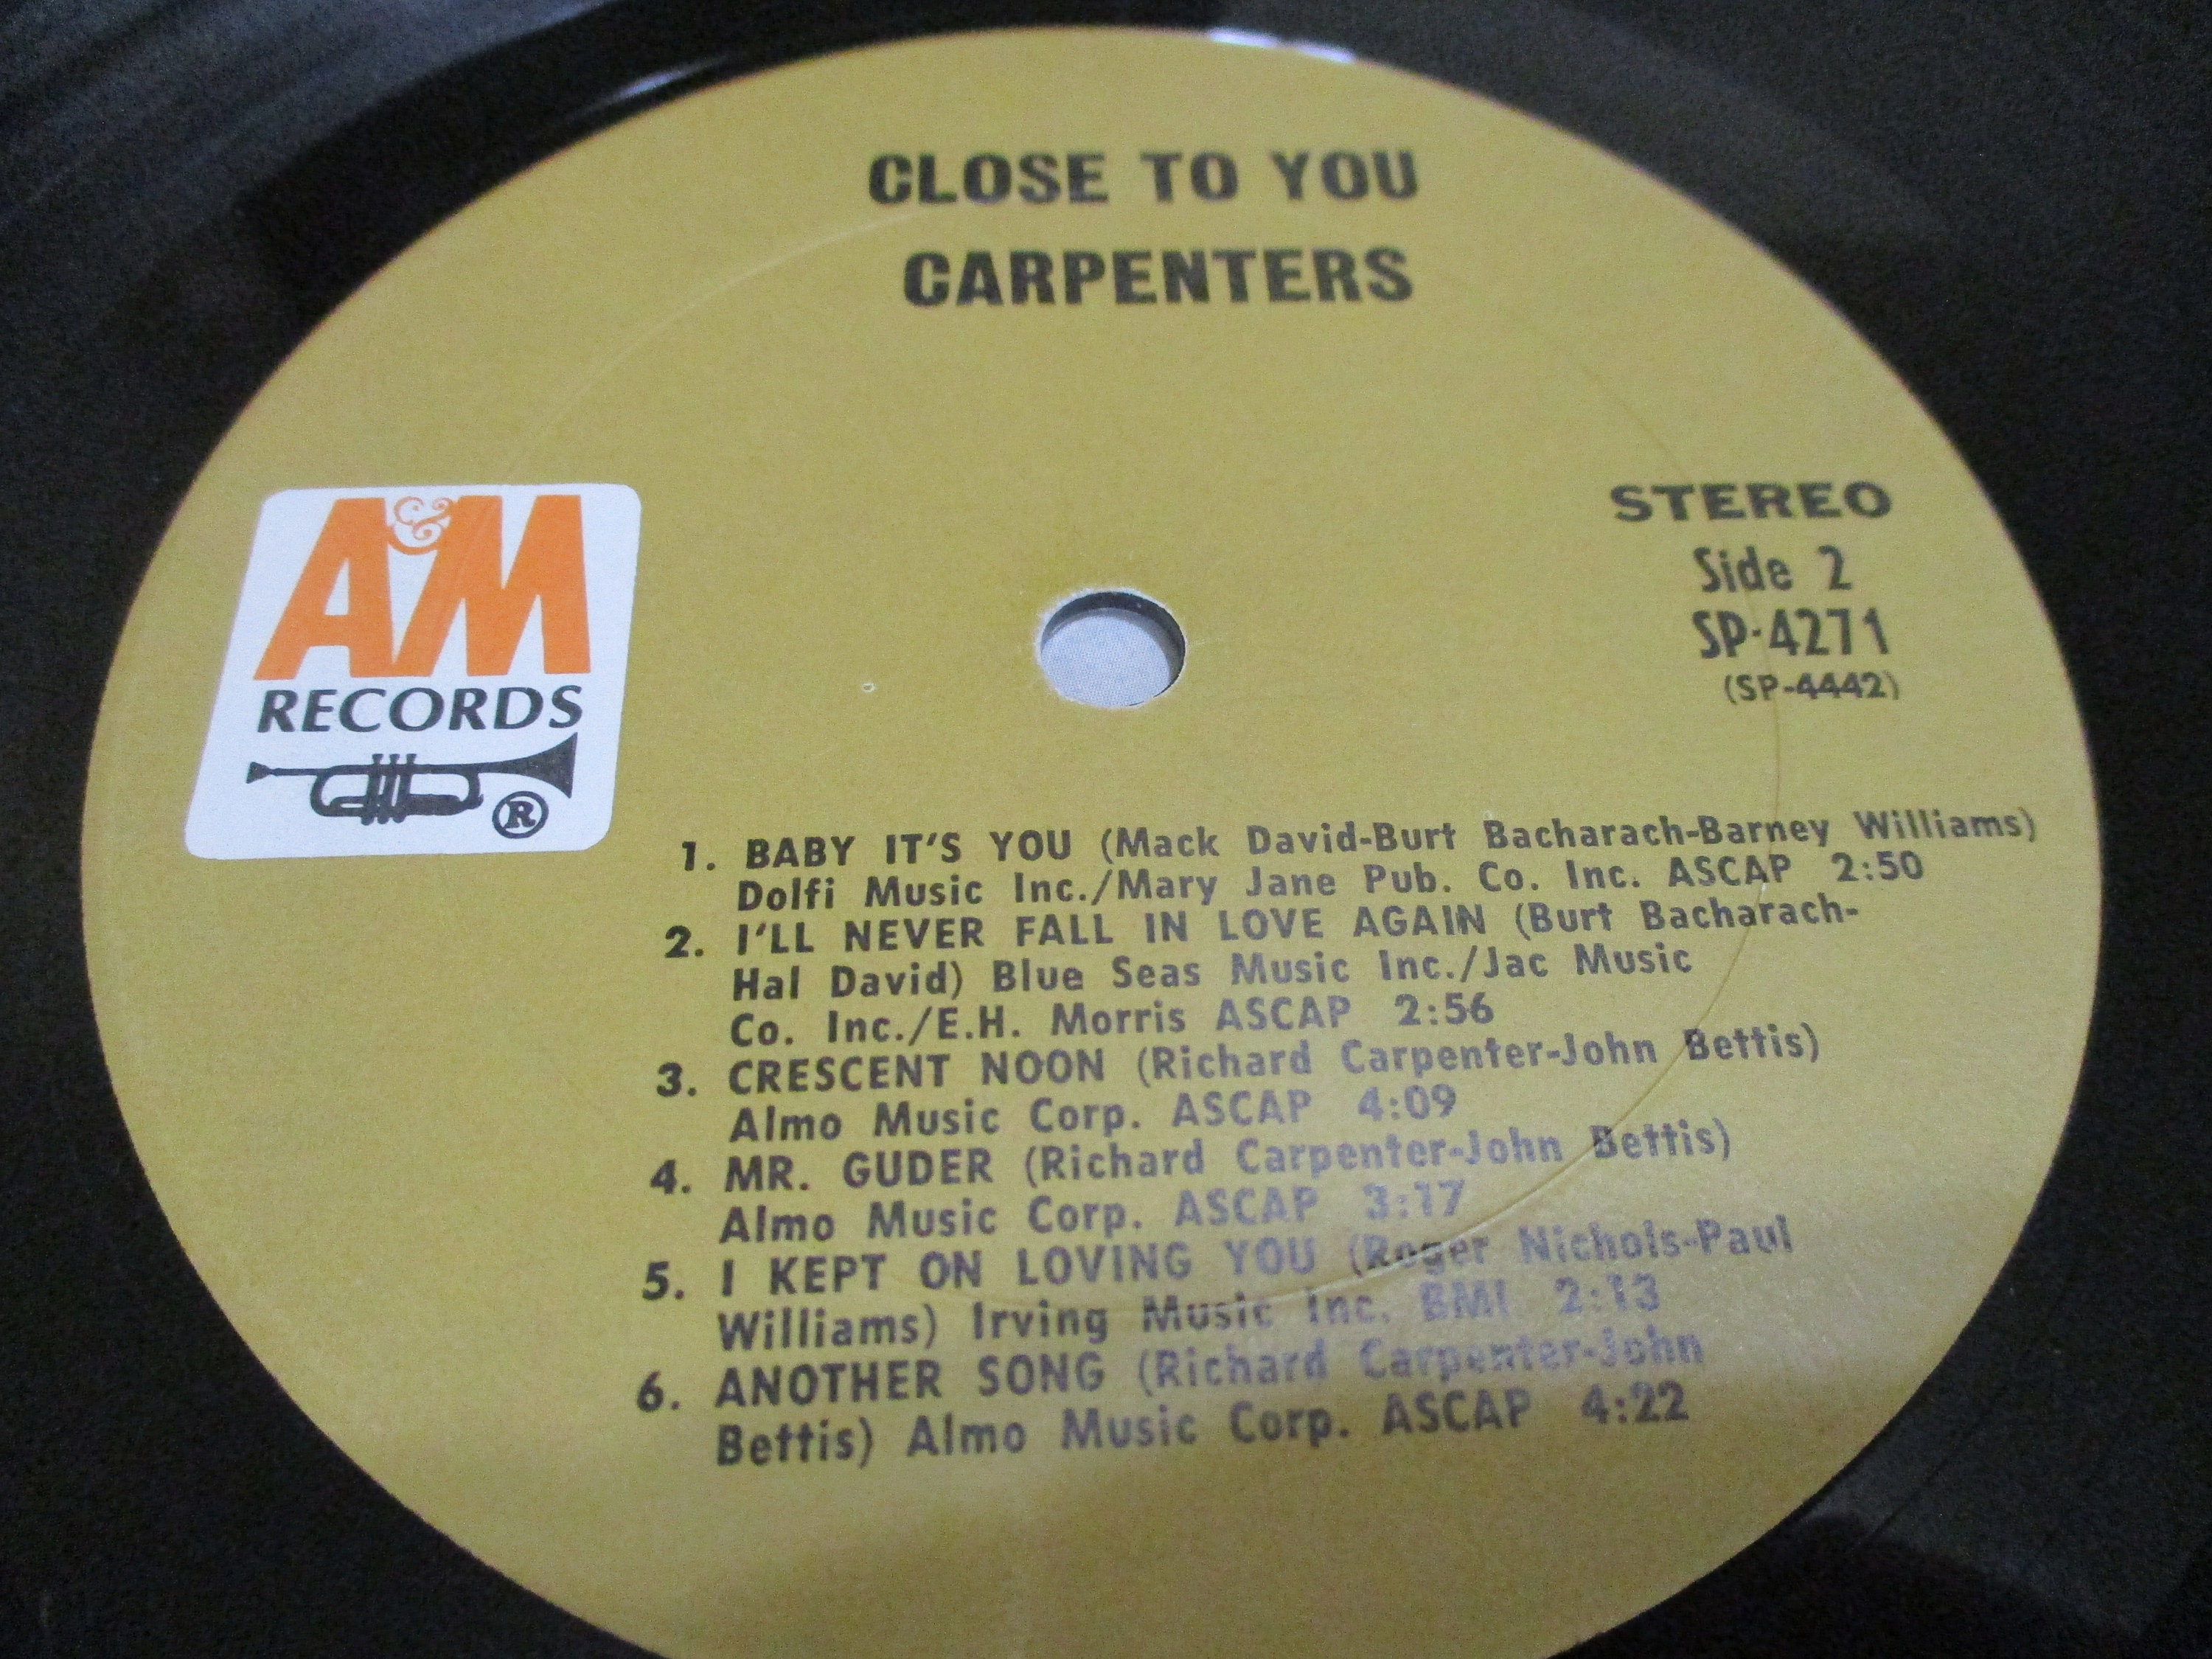 CLOSE TO YOU
CARPENTERS
A&M
RECORDS
®
STEREO
Side 2
SP-4271
(SP-4442)
1. BABY IT'S YOU (Mack David-Burt Bacharach-Barney Williams)
Dolfi Music Inc./Mary Jane Pub. Co. Inc. ASCAP 2:50
2. I'LL NEVER FALL IN LOVE AGAIN (Burt Bacharach-
Hal David) Blue Seas Music Inc./Jac Music
Co. Inc./E.H. Morris ASCAP 2:56
3. CRESCENT NOON (Richard Carpenter-John Bettis)
Almo Music Corp. ASCAP 4:09
4. MR. GUDER (Richard Carpenter-John Bettis)
Almo Music Corp. ASCAP 3:17
5. I KEPT ON LOVING YOU (Roger Nichols-Paul
Williams) Irving Music Inc. BMI 2:13
6. ANOTHER SONG (Richard Carpenter-John
Bettis) Almo Music Corp. ASCAP 4:22